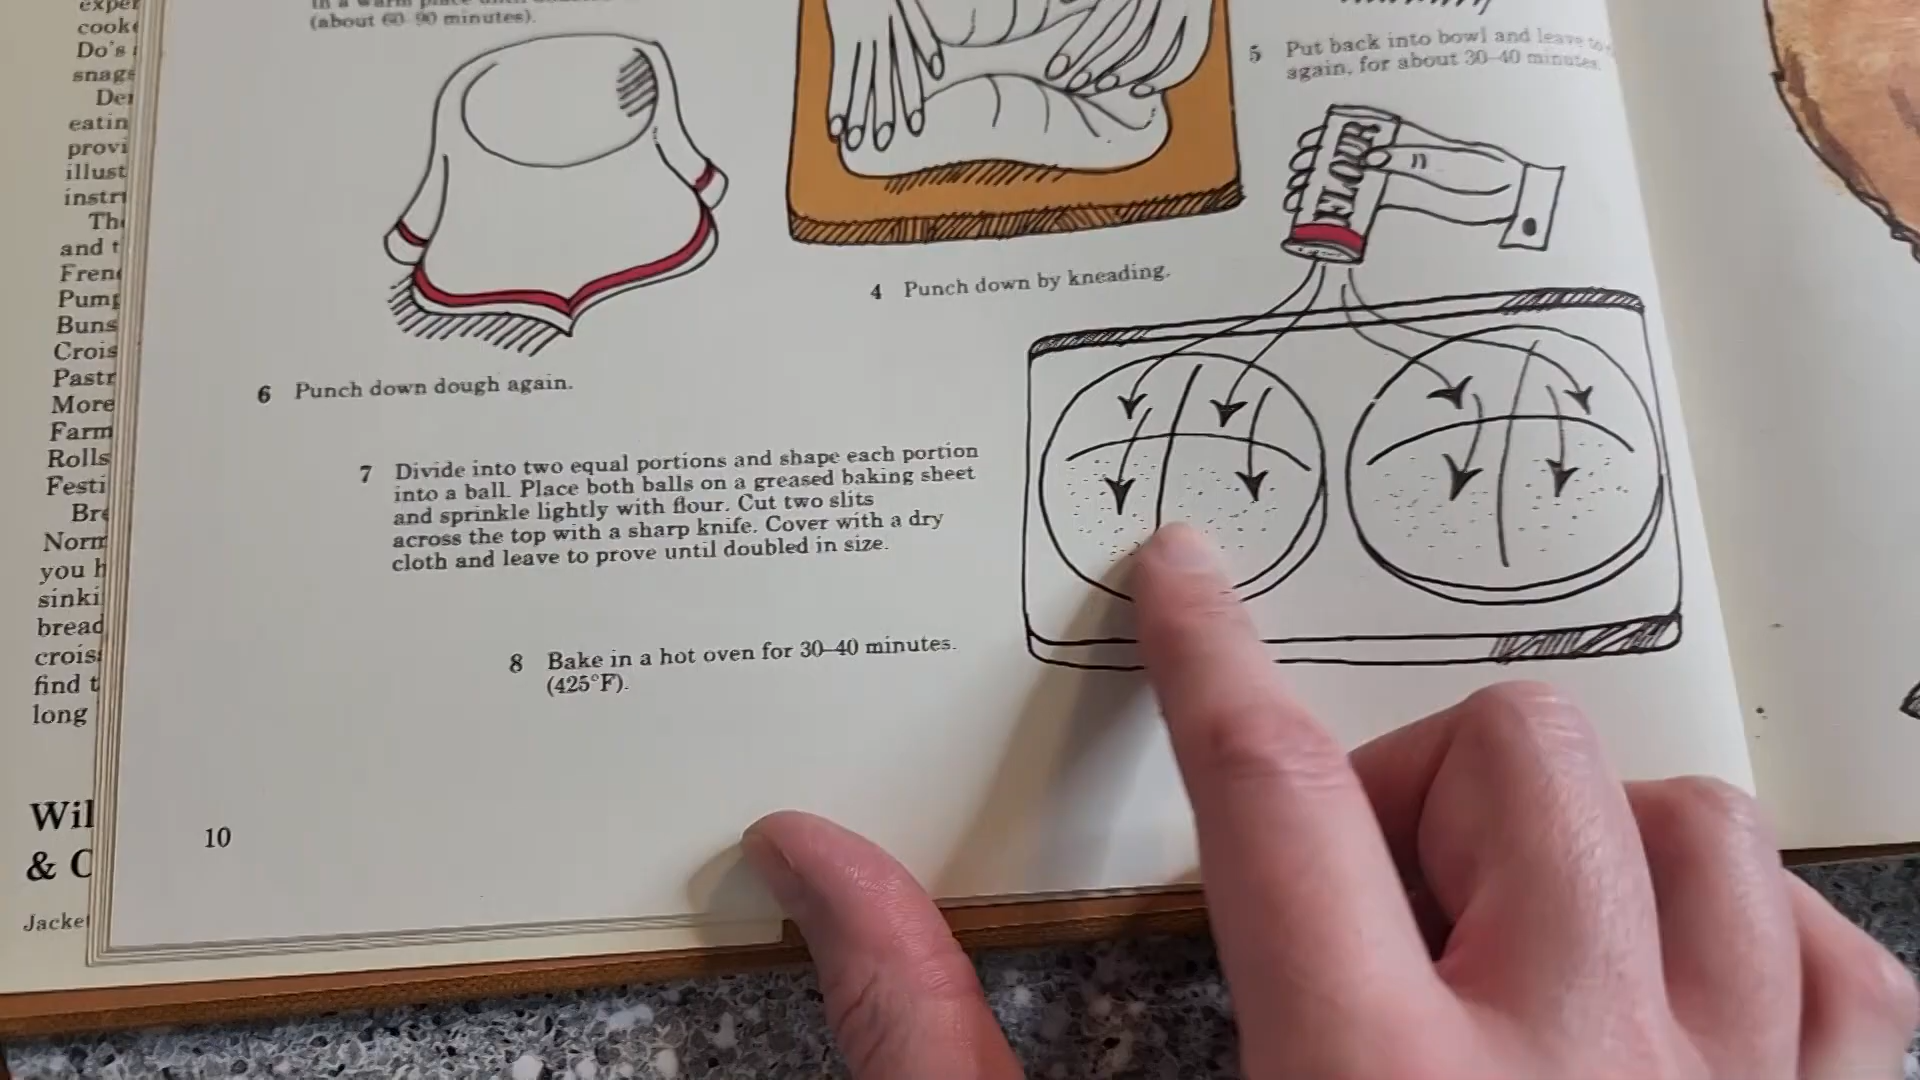 cook
Do's
snags
eatin
provi
illust
instr
and t
Fren
Pump
Buns
Crois
Pastr
More
Farm
Rolls
Festi
Norm
you h
sinki
bread
crois
find t
long
Wil
& C
Jacket
(about 60–90 minutes).
5 Put back into bowl and leave to
again, for about 30–40 minutes.
FLOUR
4 Punch down by kneading.
6 Punch down dough again.
7 Divide into two equal portions and shape each portion
into a ball. Place both balls on a greased baking sheet
and sprinkle lightly with flour. Cut two slits
across the top with a sharp knife. Cover with a dry
cloth and leave to prove until doubled in size.
8 Bake in a hot oven for 30–40 minutes.
(425°F).
10